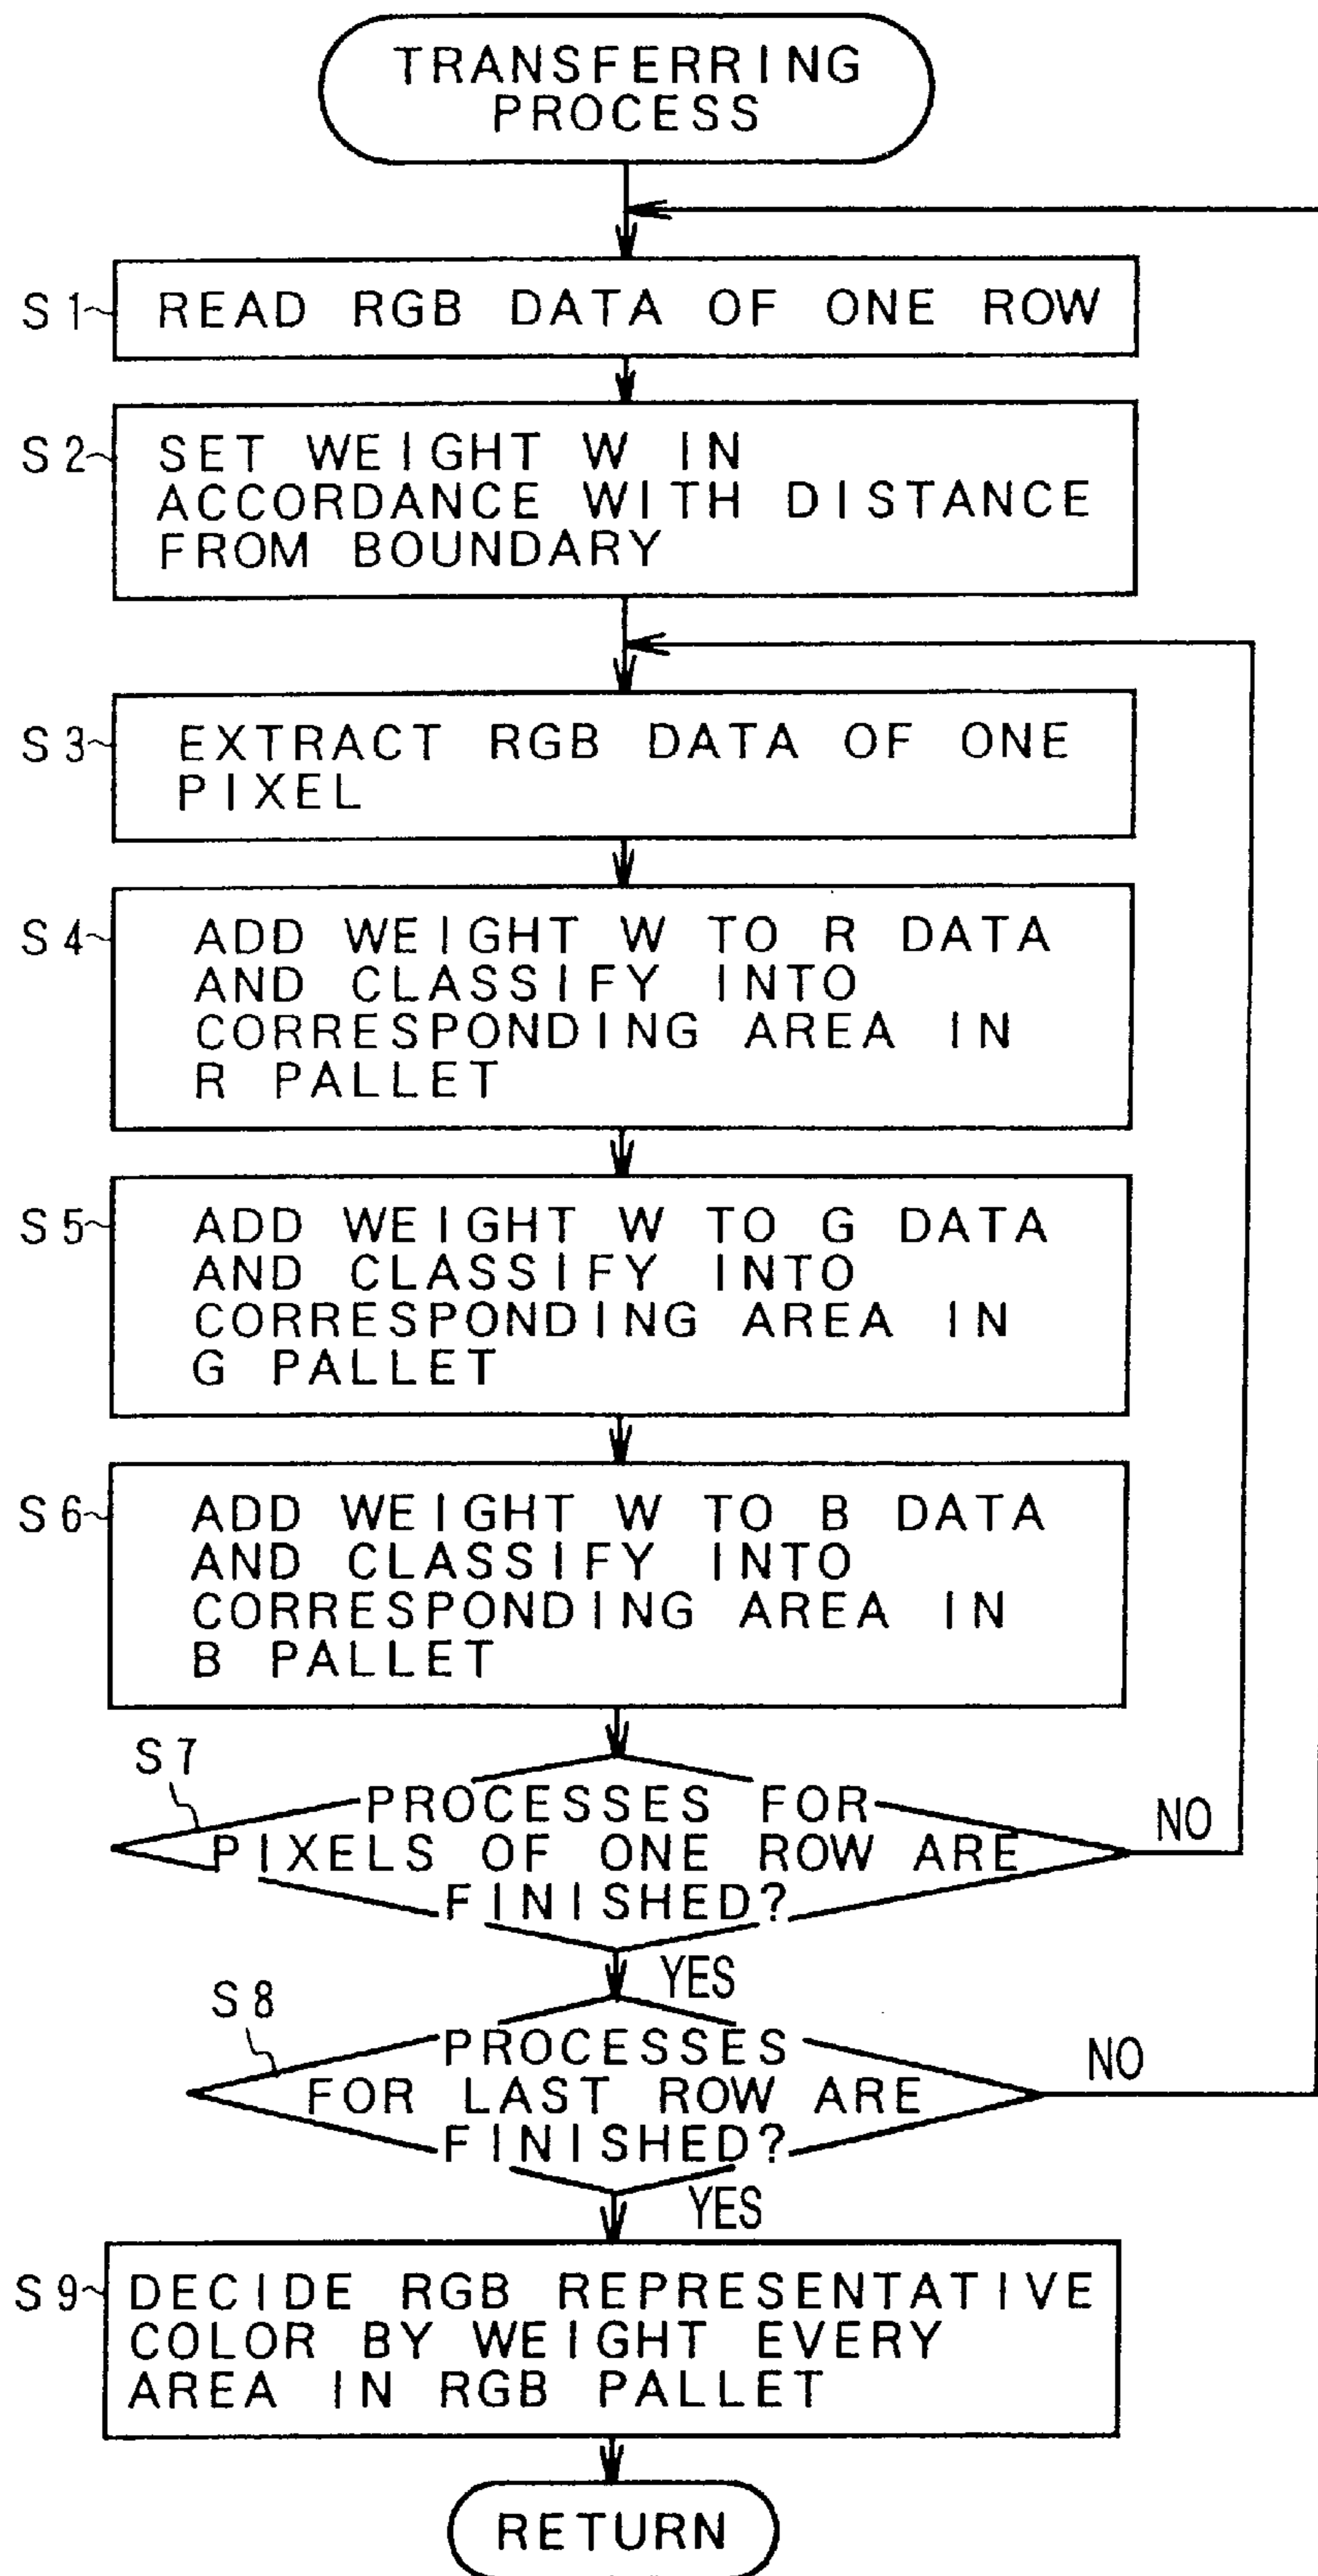 TRANSFERRING
PROCESS
S1
READ RGB DATA OF ONE ROW
S2
SET WEIGHT W IN
ACCORDANCE WITH DISTANCE
FROM BOUNDARY
S3
EXTRACT RGB DATA OF ONE
PIXEL
S4
ADD WEIGHT W TO R DATA
AND CLASSIFY INTO
CORRESPONDING AREA IN
R PALLET
S5
ADD WEIGHT W TO G DATA
AND CLASSIFY INTO
CORRESPONDING AREA IN
G PALLET
S6
ADD WEIGHT W TO B DATA
AND CLASSIFY INTO
CORRESPONDING AREA IN
B PALLET
S7
PROCESSES FOR
PIXELS OF ONE ROW ARE
FINISHED?
NO
YES
S8
PROCESSES
FOR LAST ROW ARE
FINISHED?
NO
YES
S9
DECIDE RGB REPRESENTATIVE
COLOR BY WEIGHT EVERY
AREA IN RGB PALLET
RETURN